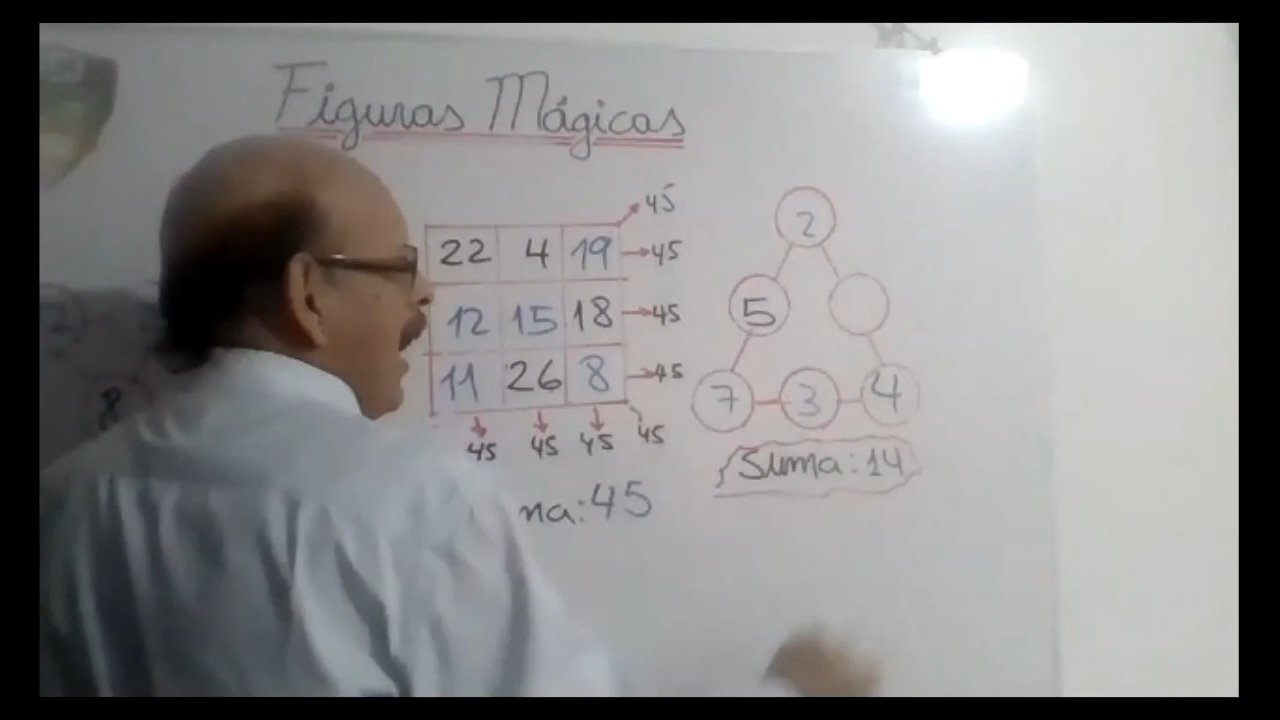 Figuras Mágicas
45
22 4 19 → 45
12 15 18 → 45
11 26 8 → 45
45 45 45 45
na: 45
2
5
7 3 4
Suma: 14
8